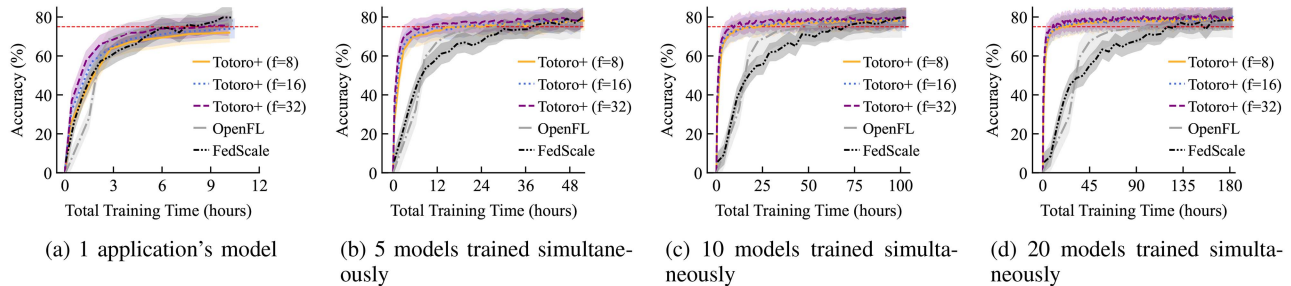 Accuracy (%)
80
60
40
20
0
0 3 6 9 12
Total Training Time (hours)
Totoro+ (f=8)
Totoro+ (f=16)
Totoro+ (f=32)
OpenFL
FedScale
(a) 1 application's model
Accuracy (%)
80
60
40
20
0
0 12 24 36 48
Total Training Time (hours)
Totoro+ (f=8)
Totoro+ (f=16)
Totoro+ (f=32)
OpenFL
FedScale
(b) 5 models trained simultane-
ously
Accuracy (%)
80
60
40
20
0
0 25 50 75 100
Total Training Time (hours)
Totoro+ (f=8)
Totoro+ (f=16)
Totoro+ (f=32)
OpenFL
FedScale
(c) 10 models trained simulta-
neously
Accuracy (%)
80
60
40
20
0
0 45 90 135 180
Total Training Time (hours)
Totoro+ (f=8)
Totoro+ (f=16)
Totoro+ (f=32)
OpenFL
FedScale
(d) 20 models trained simulta-
neously